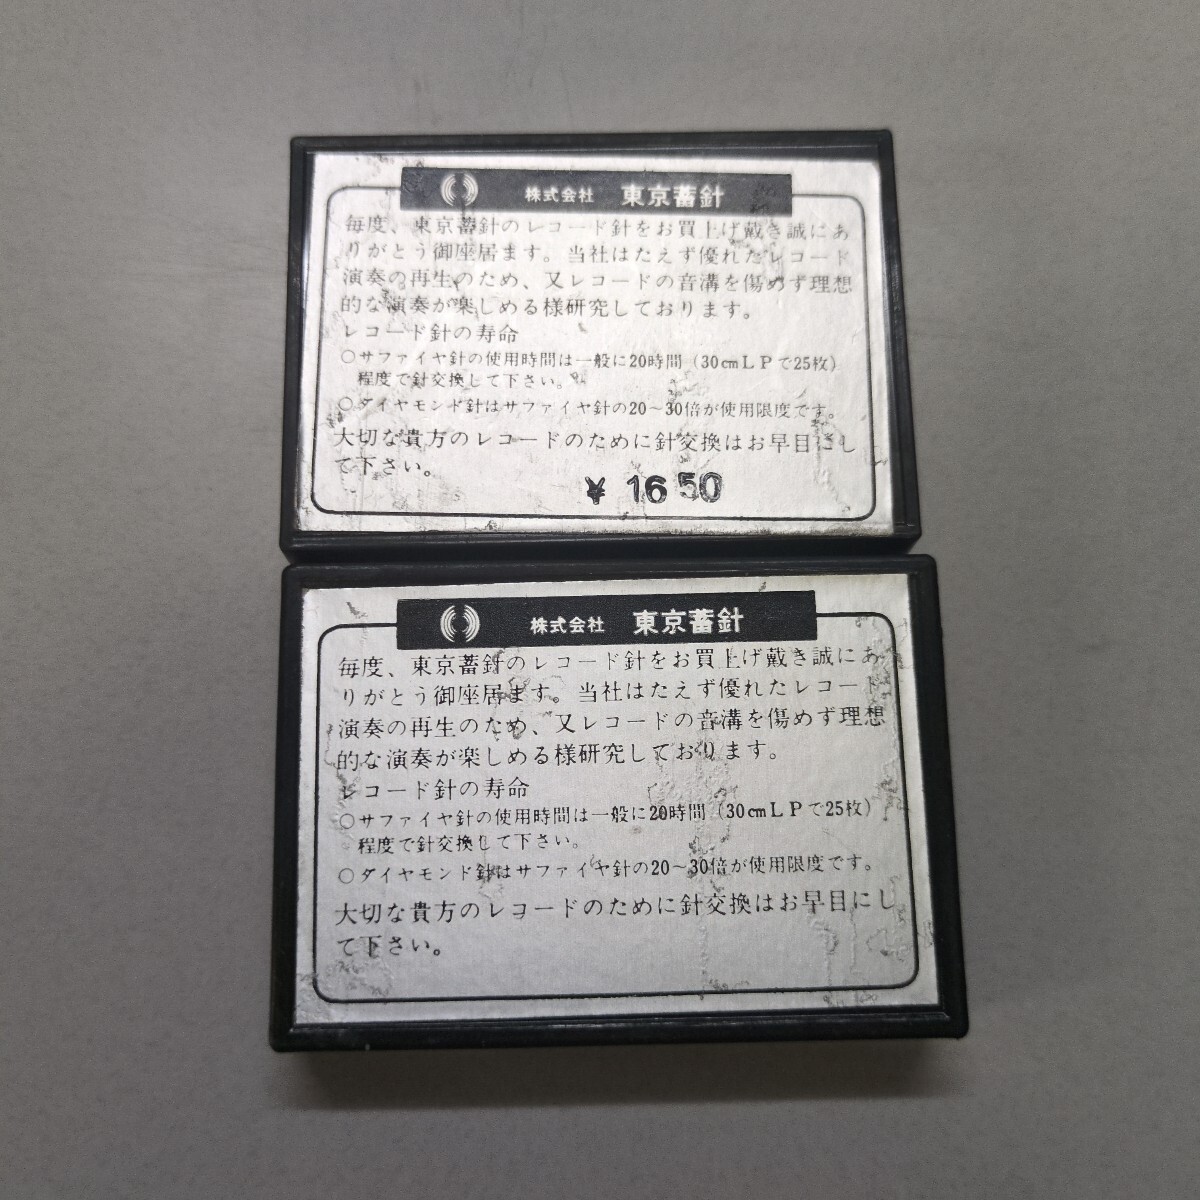 株式会社 東京蓄針
毎度、東京蓄針のレコード針をお買上げ戴き誠にあ
りがとう御座居ます。当社はたえず優れたレコード
演奏の再生のため、又レコードの音溝を傷めず理想
的な演奏が楽しめる様研究しております。
レコード針の寿命
○サファイヤ針の使用時間は一般に20時間（30㎝ＬＰで25枚）
程度で針交換して下さい。
○ダイヤモンド針はサファイヤ針の20〜30倍が使用限度です。
大切な貴方のレコードのために針交換はお早目にし
て下さい。
¥ 1650
株式会社 東京蓄針
毎度、東京蓄針のレコード針をお買上げ戴き誠にあ
りがとう御座居ます。当社はたえず優れたレコード
演奏の再生のため、又レコードの音溝を傷めず理想
的な演奏が楽しめる様研究しております。
レコード針の寿命
○サファイヤ針の使用時間は一般に20時間（30㎝ＬＰで25枚）
程度で針交換して下さい。
○ダイヤモンド針はサファイヤ針の20〜30倍が使用限度です。
大切な貴方のレコードのために針交換はお早目にし
て下さい。